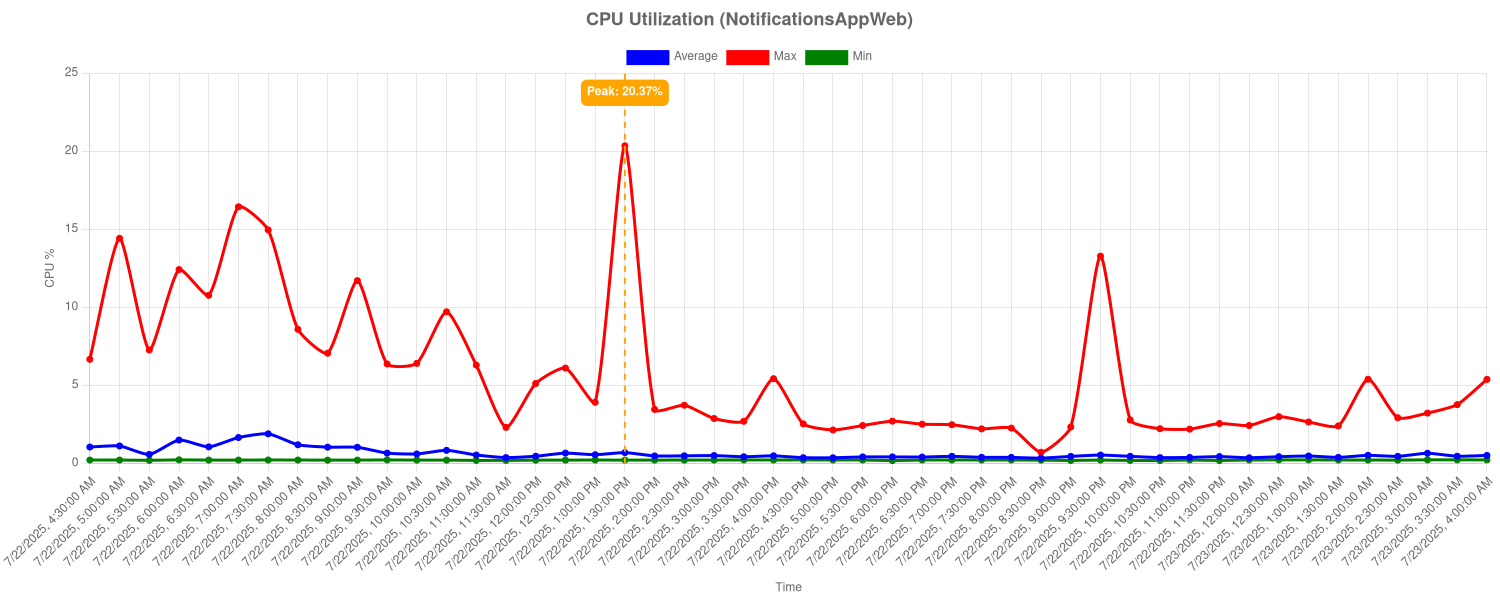 CPU Utilization (NotificationsAppWeb)
Average Max Min
Peak: 20.37%
25
20
15
10
5
0
CPU %
7/22/2025, 4:30:00 AM
7/22/2025, 5:00:00 AM
7/22/2025, 5:30:00 AM
7/22/2025, 6:00:00 AM
7/22/2025, 6:30:00 AM
7/22/2025, 7:00:00 AM
7/22/2025, 7:30:00 AM
7/22/2025, 8:00:00 AM
7/22/2025, 8:30:00 AM
7/22/2025, 9:00:00 AM
7/22/2025, 9:30:00 AM
7/22/2025, 10:00:00 AM
7/22/2025, 10:30:00 AM
7/22/2025, 11:00:00 AM
7/22/2025, 11:30:00 AM
7/22/2025, 12:00:00 PM
7/22/2025, 12:30:00 PM
7/22/2025, 1:00:00 PM
7/22/2025, 1:30:00 PM
7/22/2025, 2:00:00 PM
7/22/2025, 2:30:00 PM
7/22/2025, 3:00:00 PM
7/22/2025, 3:30:00 PM
7/22/2025, 4:00:00 PM
7/22/2025, 4:30:00 PM
7/22/2025, 5:00:00 PM
7/22/2025, 5:30:00 PM
7/22/2025, 6:00:00 PM
7/22/2025, 6:30:00 PM
7/22/2025, 7:00:00 PM
7/22/2025, 7:30:00 PM
7/22/2025, 8:00:00 PM
7/22/2025, 8:30:00 PM
7/22/2025, 9:00:00 PM
7/22/2025, 9:30:00 PM
7/22/2025, 10:00:00 PM
7/22/2025, 10:30:00 PM
7/22/2025, 11:00:00 PM
7/22/2025, 11:30:00 PM
7/23/2025, 12:00:00 AM
7/23/2025, 12:30:00 AM
7/23/2025, 1:00:00 AM
7/23/2025, 1:30:00 AM
7/23/2025, 2:00:00 AM
7/23/2025, 2:30:00 AM
7/23/2025, 3:00:00 AM
7/23/2025, 3:30:00 AM
7/23/2025, 4:00:00 AM
Time